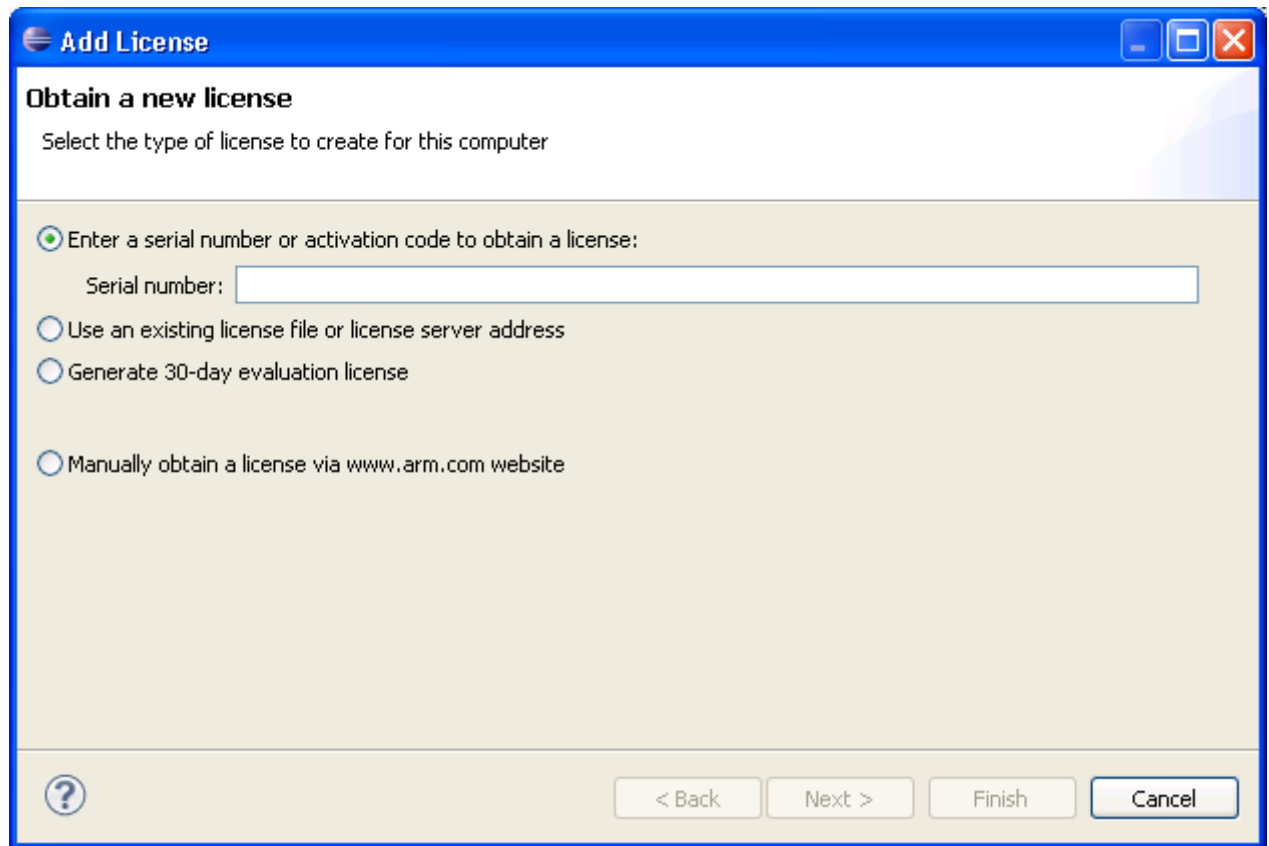 Add License
Obtain a new license
Select the type of license to create for this computer
Enter a serial number or activation code to obtain a license:
Serial number:
Use an existing license file or license server address
Generate 30-day evaluation license
Manually obtain a license via www.arm.com website
?
< Back Next > Finish Cancel